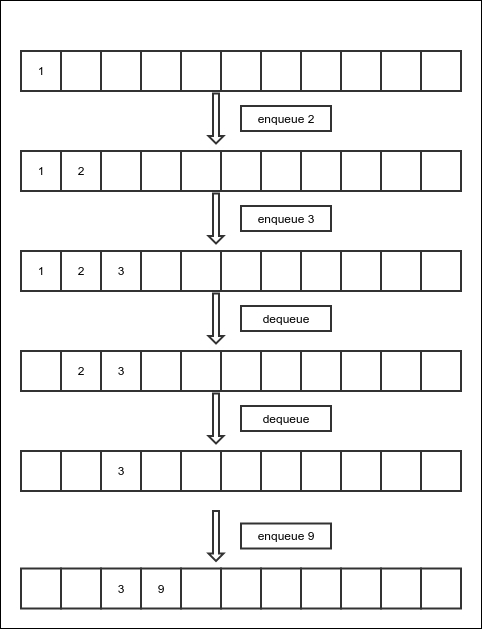 1
enqueue 2
1 2
enqueue 3
1 2 3
dequeue
2 3
dequeue
3
enqueue 9
3 9